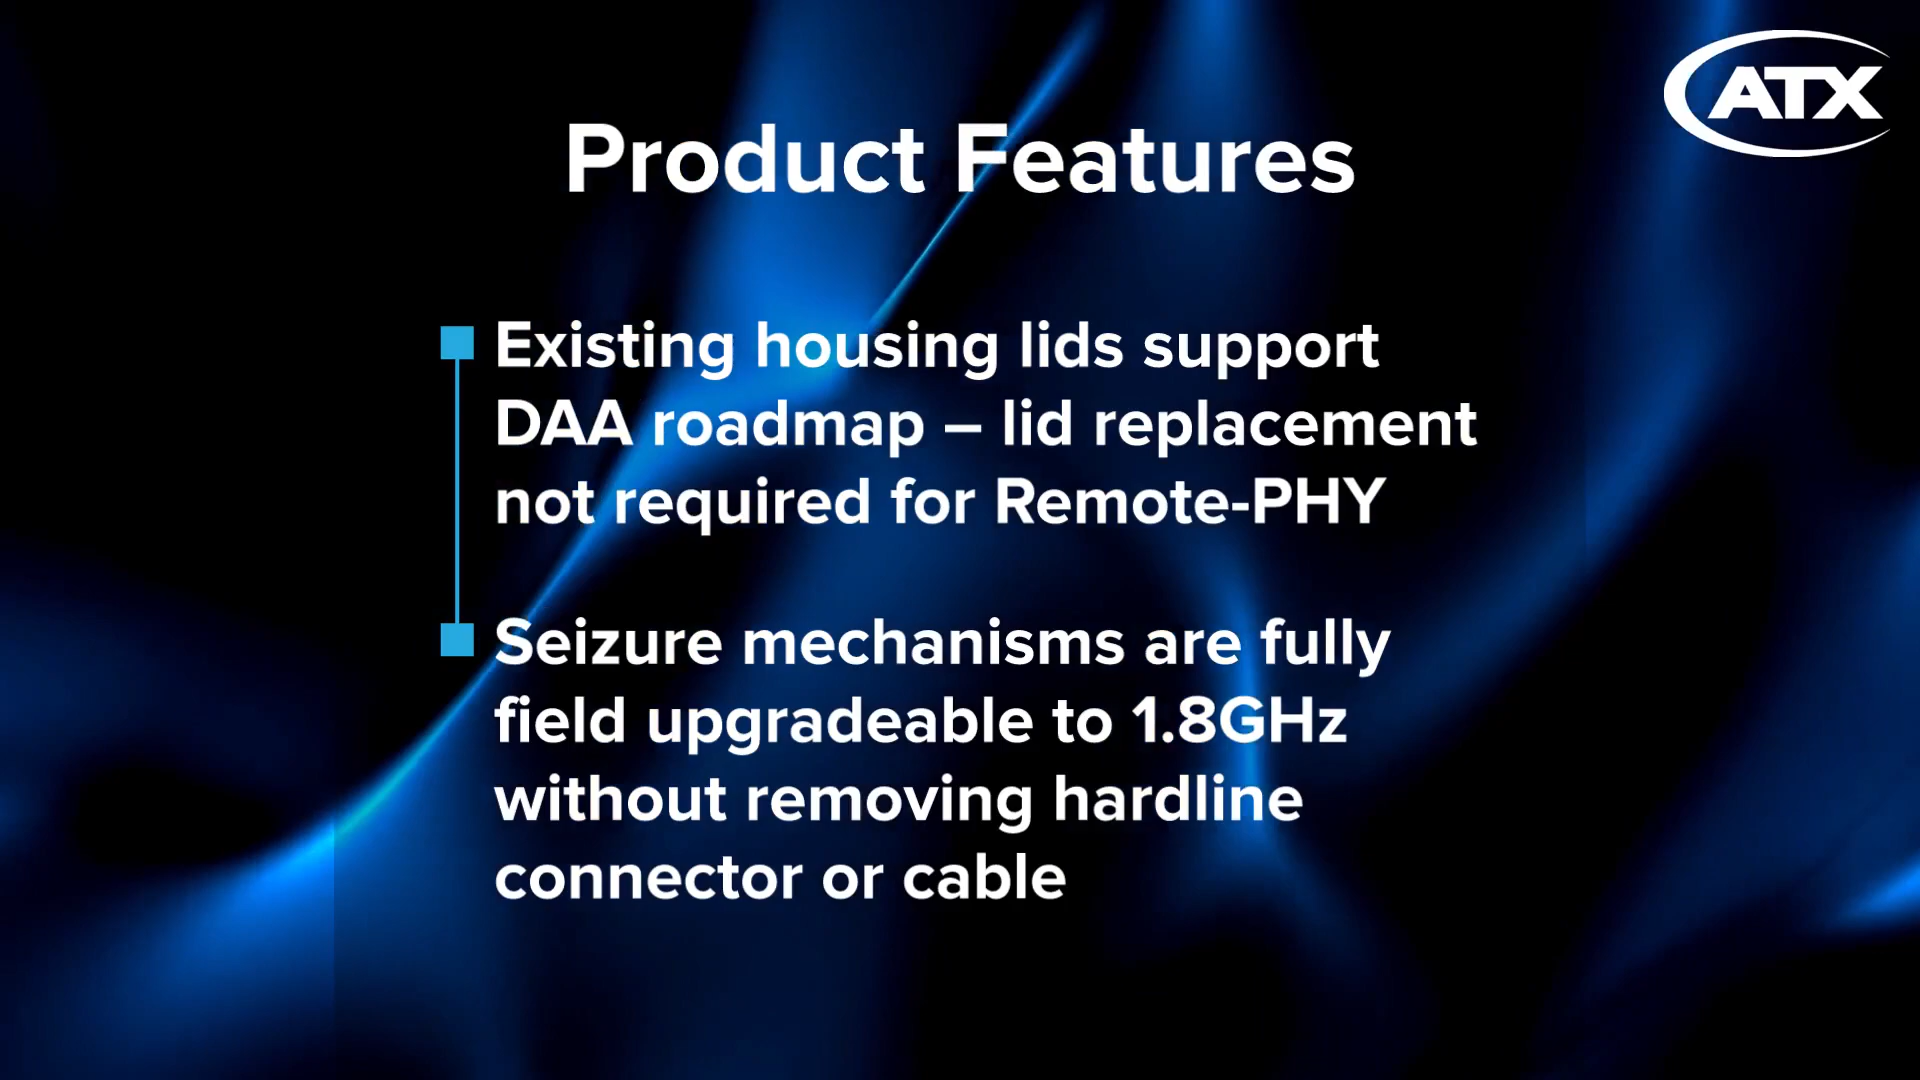 ATX
Product Features
Existing housing lids support
DAA roadmap – lid replacement
not required for Remote-PHY
Seizure mechanisms are fully
field upgradeable to 1.8GHz
without removing hardline
connector or cable